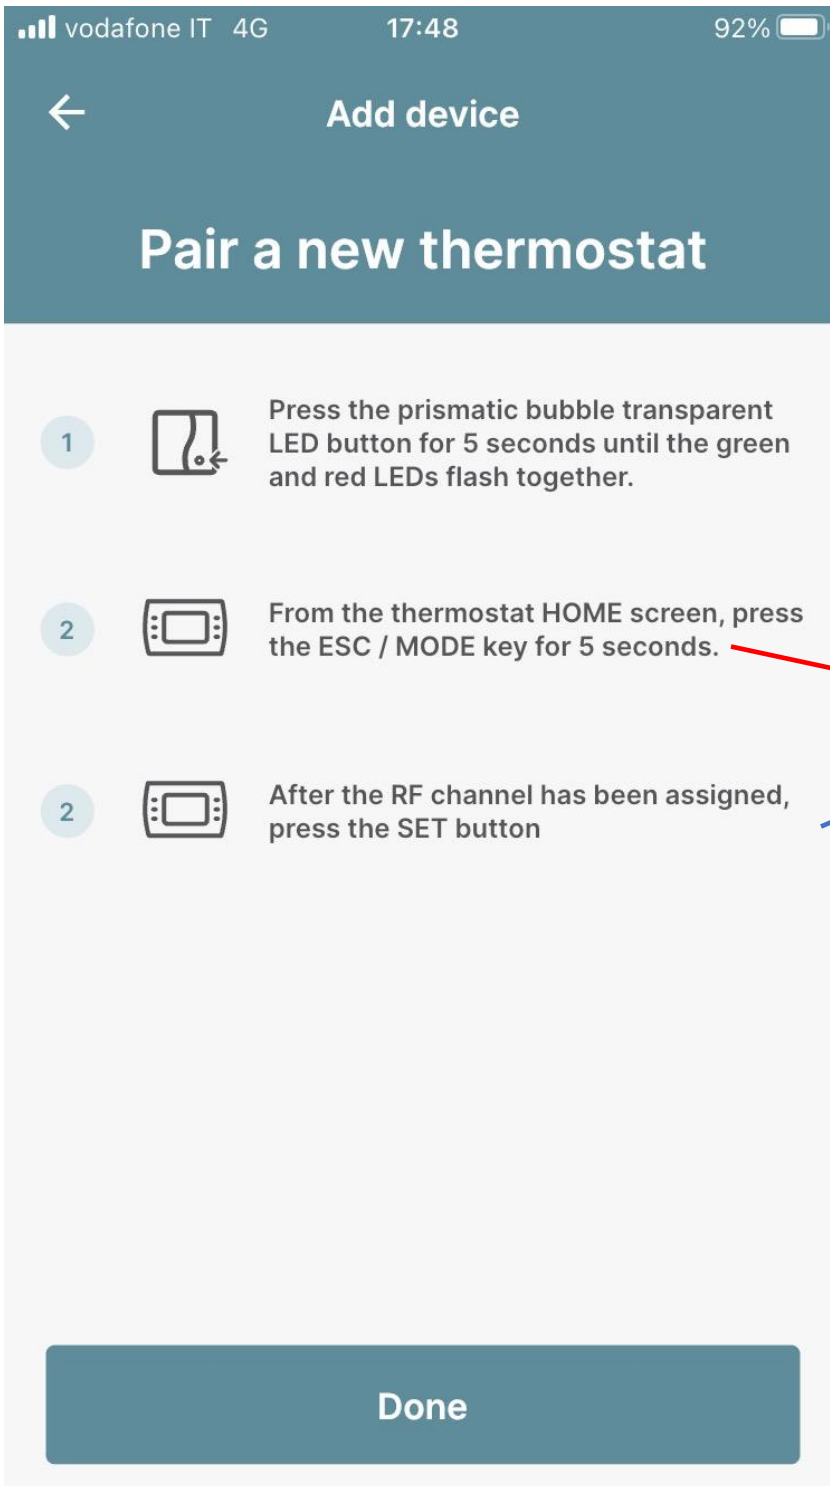 vodafone IT 4G 17:48 92%
Add device
Pair a new thermostat
1
Press the prismatic bubble transparent
LED button for 5 seconds until the green
and red LEDs flash together.
2
From the thermostat HOME screen, press
the ESC / MODE key for 5 seconds.
2
After the RF channel has been assigned,
press the SET button
Done